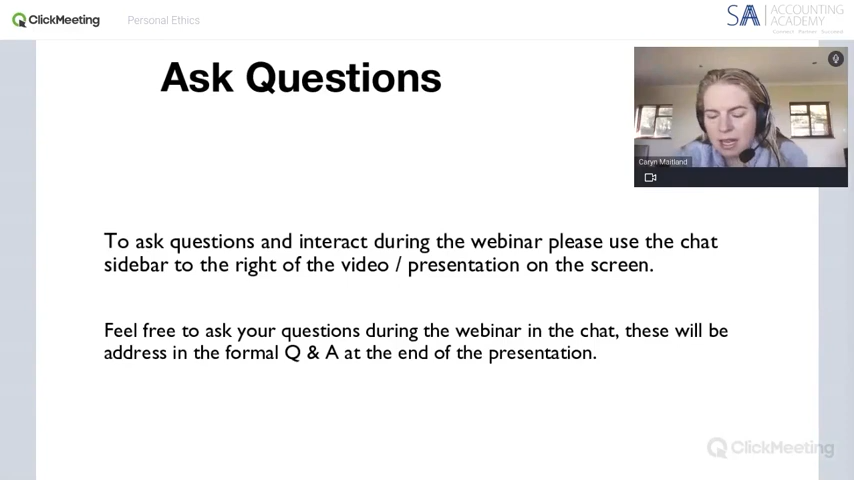 ClickMeeting
Personal Ethics
SA ACCOUNTING
ACADEMY
Ask Questions
Caryn Maitland
To ask questions and interact during the webinar please use the chat
sidebar to the right of the video / presentation on the screen.
Feel free to ask your questions during the webinar in the chat, these will be
address in the formal Q & A at the end of the presentation.
ClickMeeting